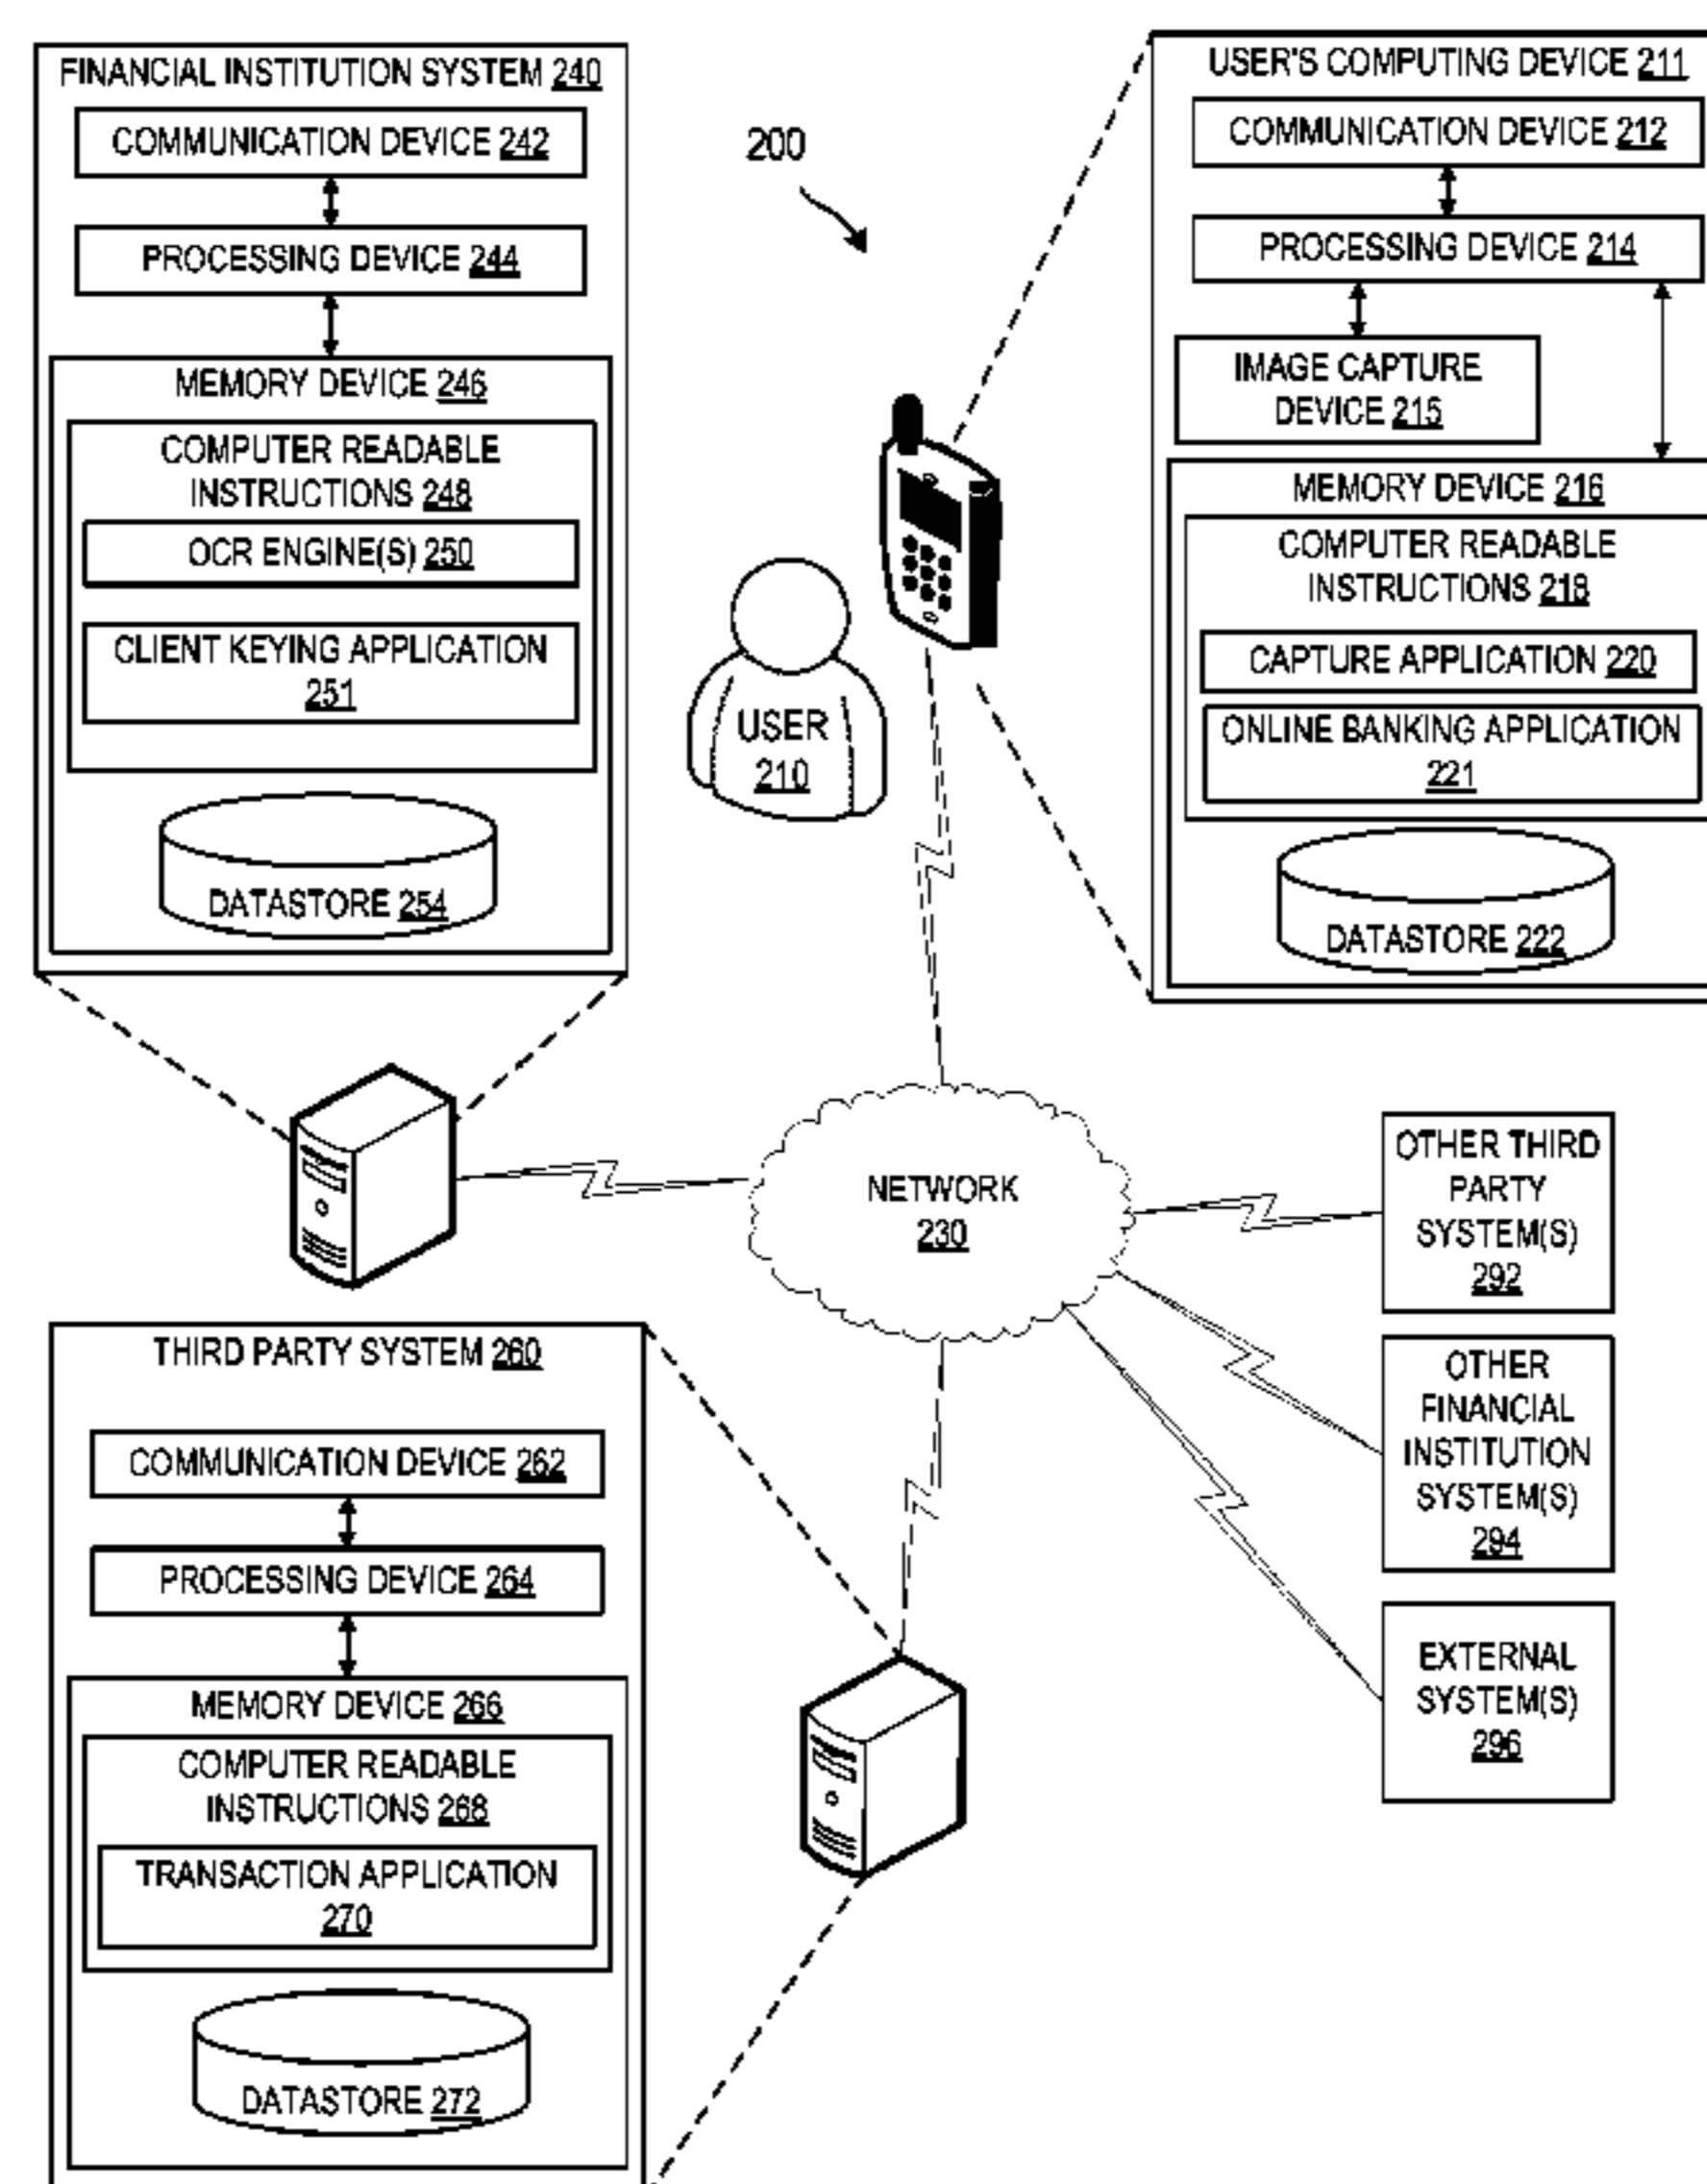 FINANCIAL INSTITUTION SYSTEM 240
COMMUNICATION DEVICE 242
PROCESSING DEVICE 244
MEMORY DEVICE 246
COMPUTER READABLE
INSTRUCTIONS 248
OCR ENGINE(S) 250
CLIENT KEYING APPLICATION
251
DATASTORE 254
200
USER
210
USER'S COMPUTING DEVICE 211
COMMUNICATION DEVICE 212
PROCESSING DEVICE 214
IMAGE CAPTURE
DEVICE 215
MEMORY DEVICE 216
COMPUTER READABLE
INSTRUCTIONS 218
CAPTURE APPLICATION 220
ONLINE BANKING APPLICATION
221
DATASTORE 222
NETWORK
230
OTHER THIRD
PARTY
SYSTEM(S)
292
OTHER
FINANCIAL
INSTITUTION
SYSTEM(S)
294
EXTERNAL
SYSTEM(S)
296
THIRD PARTY SYSTEM 260
COMMUNICATION DEVICE 262
PROCESSING DEVICE 264
MEMORY DEVICE 266
COMPUTER READABLE
INSTRUCTIONS 268
TRANSACTION APPLICATION
270
DATASTORE 272